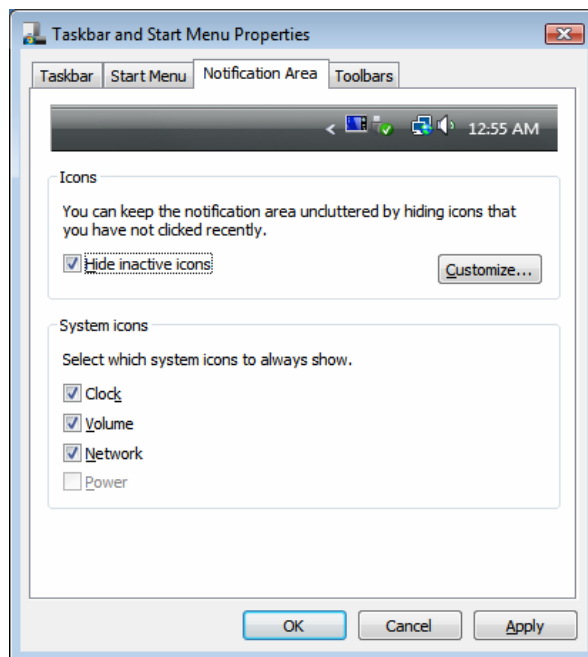 Taskbar and Start Menu Properties
Taskbar Start Menu Notification Area Toolbars
< 12:55 AM
Icons
You can keep the notification area uncluttered by hiding icons that
you have not clicked recently.
Hide inactive icons
Customize...
System icons
Select which system icons to always show.
Clock
Volume
Network
Power
OK Cancel Apply